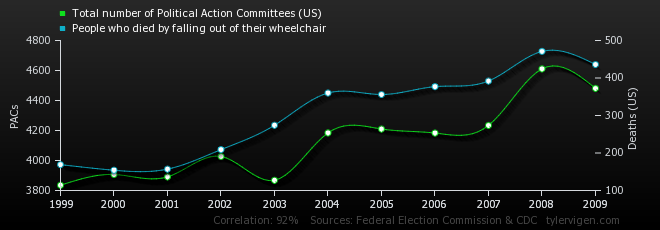 Total number of Political Action Committees (US)
People who died by falling out of their wheelchair
4800 500
4600 400
4400
300
4200
200
4000
3800 100
PACs
Deaths (US)
1999 2000 2001 2002 2003 2004 2005 2006 2007 2008 2009
Correlation: 92% Sources: Federal Election Commission & CDC tylervigen.com